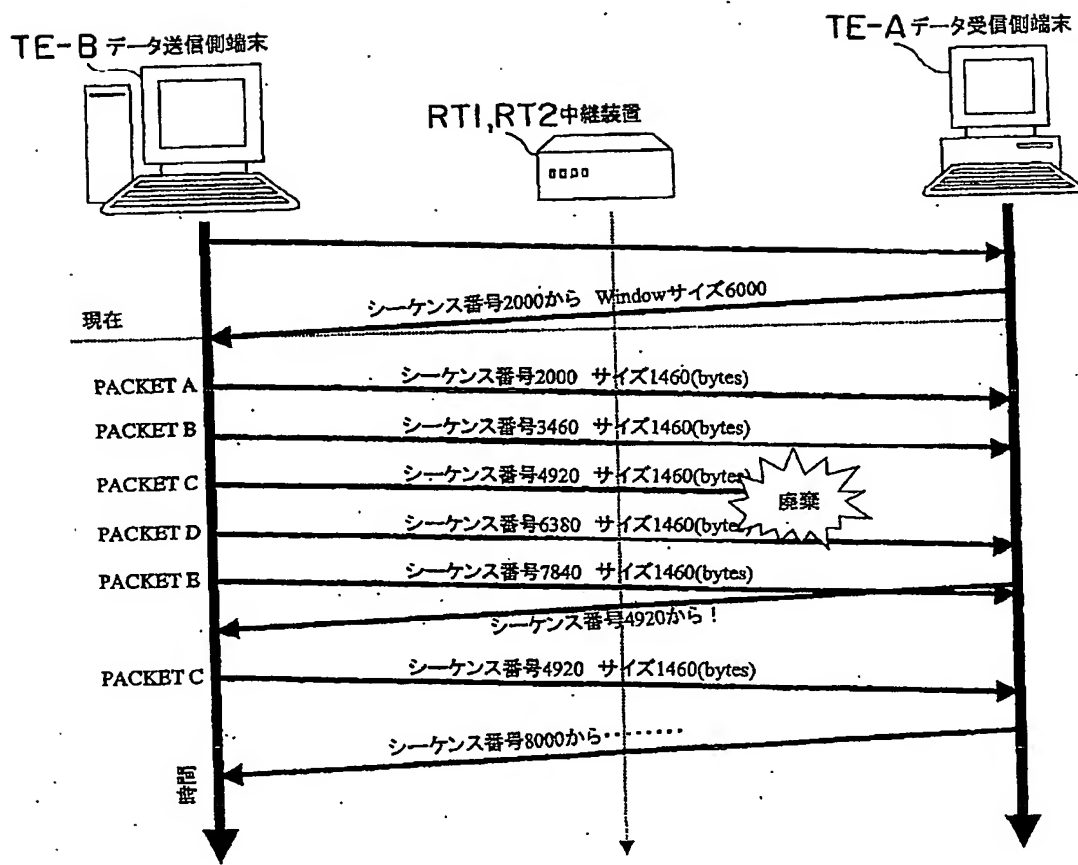 TE-B データ送信側端末
TE-A データ受信側端末
RT1,RT2中継装置
シーケンス番号2000から Windowサイズ6000
現在
PACKET A シーケンス番号2000 サイズ1460(bytes)
PACKET B シーケンス番号3460 サイズ1460(bytes)
PACKET C シーケンス番号4920 サイズ1460(bytes)
廃棄
PACKET D シーケンス番号6380 サイズ1460(bytes)
PACKET E シーケンス番号7840 サイズ1460(bytes)
シーケンス番号4920から！
PACKET C シーケンス番号4920 サイズ1460(bytes)
シーケンス番号8000から………
時間